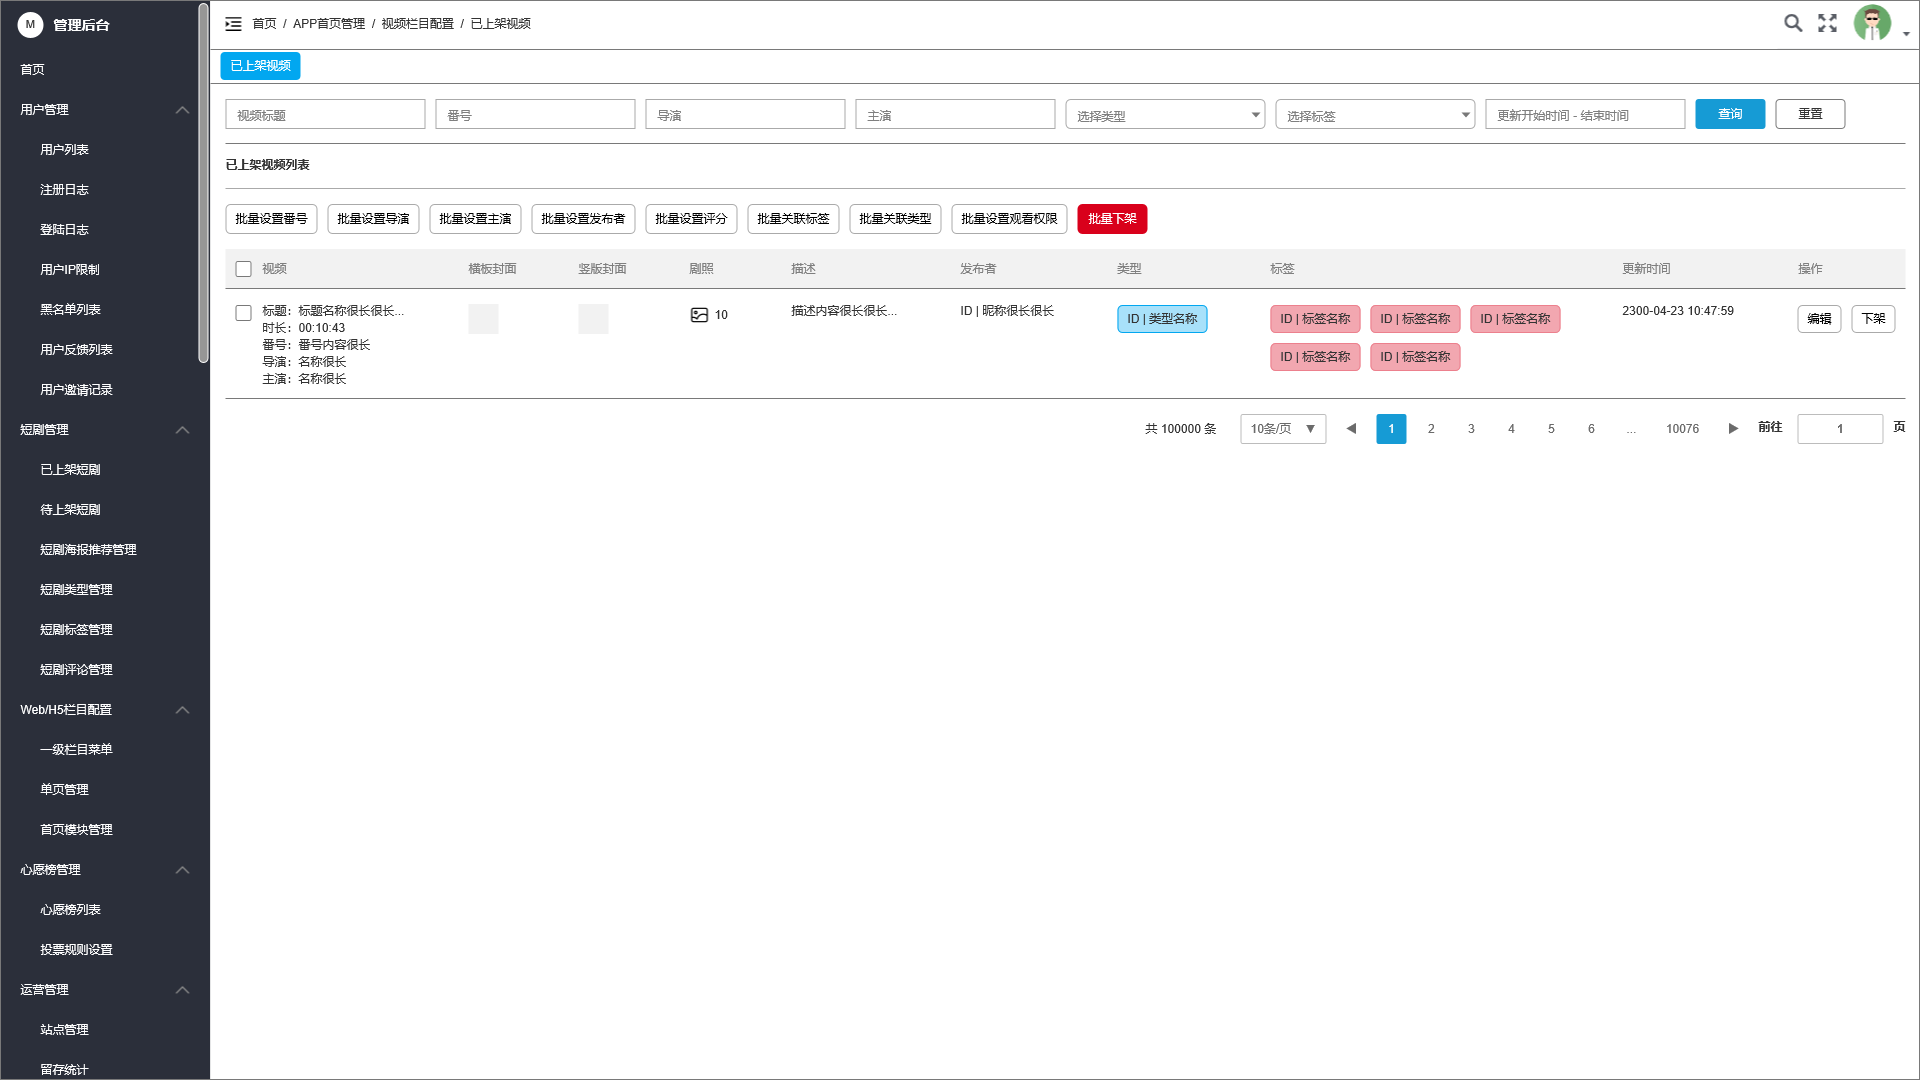 M 管理后台
首页
用户管理
用户列表
注册日志
登陆日志
用户IP限制
黑名单列表
用户反馈列表
用户邀请记录
短剧管理
已上架短剧
待上架短剧
短剧海报推荐管理
短剧类型管理
短剧标签管理
短剧评论管理
Web/H5栏目配置
一级栏目菜单
单页管理
首页模块管理
心愿榜管理
心愿榜列表
投票规则设置
运营管理
站点管理
留存统计
首页 / APP首页管理 / 视频栏目配置 / 已上架视频
已上架视频
视频标题 番号 导演 主演 选择类型 选择标签 更新开始时间 - 结束时间 查询 重置
已上架视频列表
批量设置番号 批量设置导演 批量设置主演 批量设置发布者 批量设置评分 批量关联标签 批量关联类型 批量设置观看权限 批量下架
视频 横板封面 竖版封面 剧照 描述 发布者 类型 标签 更新时间 操作
标题：标题名称很长很长...
时长：00:10:43
番号：番号内容很长
导演：名称很长
主演：名称很长
10 描述内容很长很长... ID | 昵称很长很长 ID | 类型名称
ID | 标签名称 ID | 标签名称 ID | 标签名称
ID | 标签名称 ID | 标签名称
2300-04-23 10:47:59 编辑 下架
共 100000 条 10条/页 1 2 3 4 5 6 ... 10076 前往 1 页